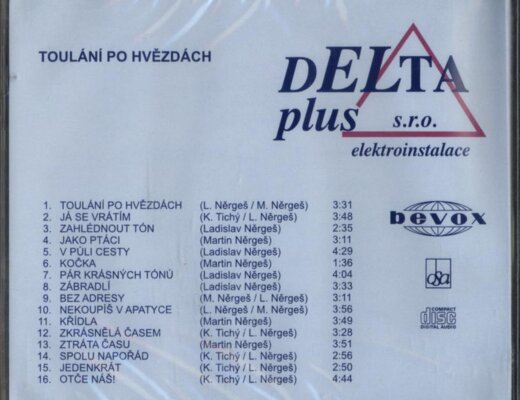 TOULÁNÍ PO HVĚZDÁCH
DELTA
plus s.r.o.
elektroinstalace
1. TOULÁNÍ PO HVĚZDÁCH (L. Něrgeš / M. Něrgeš) 3:31
2. JÁ SE VRÁTÍM (K. Tichý / L. Něrgeš) 3:48
3. ZAHLÉDNOUT TÓN (Ladislav Něrgeš) 2:35
4. JAKO PTÁCI (Martin Něrgeš) 3:11
5. V PŮLI CESTY (Ladislav Něrgeš) 4:29
6. KOČKA (Martin Něrgeš) 1:36
7. PÁR KRÁSNÝCH TÓNŮ (Ladislav Něrgeš) 4:04
8. ZÁBRADLÍ (Ladislav Něrgeš) 3:33
9. BEZ ADRESY (M. Něrgeš / L. Něrgeš) 3:11
10. NEKOUPÍŠ V APATYCE (L. Něrgeš / M. Něrgeš) 3:56
11. KŘÍDLA (Martin Něrgeš) 3:49
12. ZKRÁSNĚLÁ ČASEM (K. Tichý / L. Něrgeš) 3:28
13. ZTRÁTA ČASU (Martin Něrgeš) 3:51
14. SPOLU NAPOŘÁD (K. Tichý / L. Něrgeš) 2:56
15. JEDENKRÁT (K. Tichý / L. Něrgeš) 2:50
16. OTČE NÁŠ! (K. Tichý / L. Něrgeš) 4:44
bevox
osa
COMPACT
disc
DIGITAL AUDIO